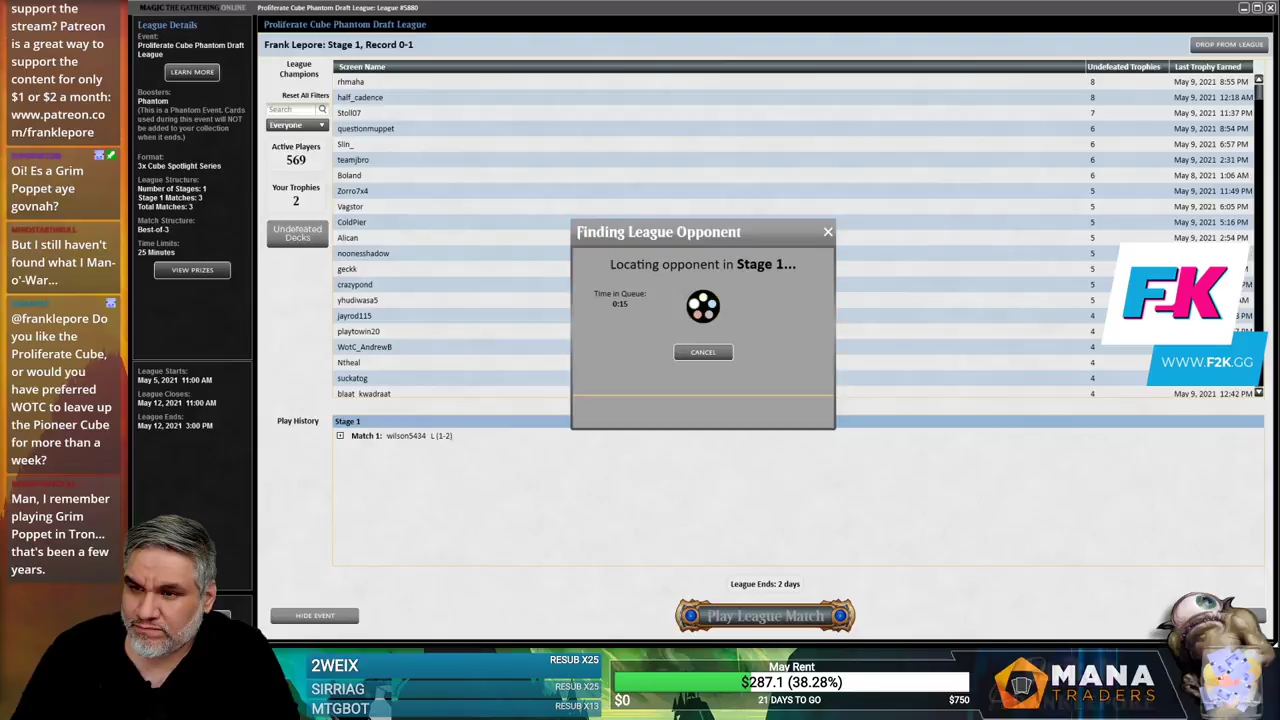 support the
stream? Patreon
is a great way to
support the
content for only
$1 or $2 a month:
www.patreon.co
m/franklepore
Oi! Es a Grim
Poppet aye
govnah?
But I still haven't
found what I Man-
o'-War...
@franklepore Do
you like the
Proliferate Cube,
or would you
have preferred
WOTC to leave up
the Pioneer Cube
for more than a
week?
Man, I remember
playing Grim
Poppet in Tron...
that's been a few
years.
MAGIC THE GATHERING ONLINE
Proliferate Cube Phantom Draft League: League #5880
League Details
Event:
Proliferate Cube Phantom Draft
League
LEARN MORE
Boosters:
Phantom
(This is a Phantom Event. Cards
used during this event will NOT
be added to your collection
when it ends.)
Format:
3x Cube Spotlight Series
League Structure:
Number of Stages: 1
Stage 1 Matches: 3
Total Matches: 3
Match Structure:
Best-of-3
Time Limits:
25 Minutes
VIEW PRIZES
League Starts:
May 5, 2021 11:00 AM
League Closes:
May 12, 2021 11:00 AM
League Ends:
May 12, 2021 3:00 PM
Proliferate Cube Phantom Draft League
Frank Lepore: Stage 1, Record 0-1
DROP FROM LEAGUE
League
Champions
Reset All Filters
Search
Everyone
Active Players
569
Your Trophies
2
Undefeated
Decks
Screen Name Undefeated Trophies Last Trophy Earned
rhmaha 8 May 9, 2021 8:55 PM
half_cadence 8 May 9, 2021 12:18 AM
Stoll07 7 May 9, 2021 11:37 PM
questionmuppet 6 May 9, 2021 8:54 PM
Slin_ 6 May 9, 2021 6:57 PM
teamjbro 6 May 9, 2021 2:31 PM
Boland 6 May 8, 2021 1:06 AM
Zorro7x4 5 May 9, 2021 11:49 PM
Vagstor 5 May 9, 2021 6:05 PM
ColdPier 5 May 9, 2021 5:16 PM
Alican 5
noonesshadow 5
geckk 5
crazypond 5
yhudiwasa5 5
jayrod115 4
playtowin20 4
WotC_AndrewB 4
Ntheal 4
suckatog 4
blaat_kwadraat 4 May 9, 2021 12:42 PM
Finding League Opponent
Locating opponent in Stage 1...
Time in Queue:
0:15
CANCEL
F2K
WWW.F2K.GG
Play History
Stage 1
Match 1: wilson5434 L (1-2)
League Ends: 2 days
HIDE EVENT
Play League Match
2WEIX RESUB X25
SIRRIAG RESUB X25
MTGBOT RESUB X13
May Rent
$287.1 (38.28%)
$0 21 DAYS TO GO $750
MANA
TRADERS